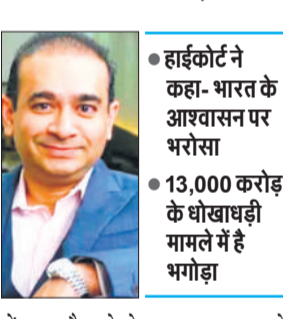 ● हाईकोर्ट ने
कहा- भारत के
आश्वासन पर
भरोसा
● 13,000 करोड़
के धोखाधड़ी
मामले में है
भगोड़ा